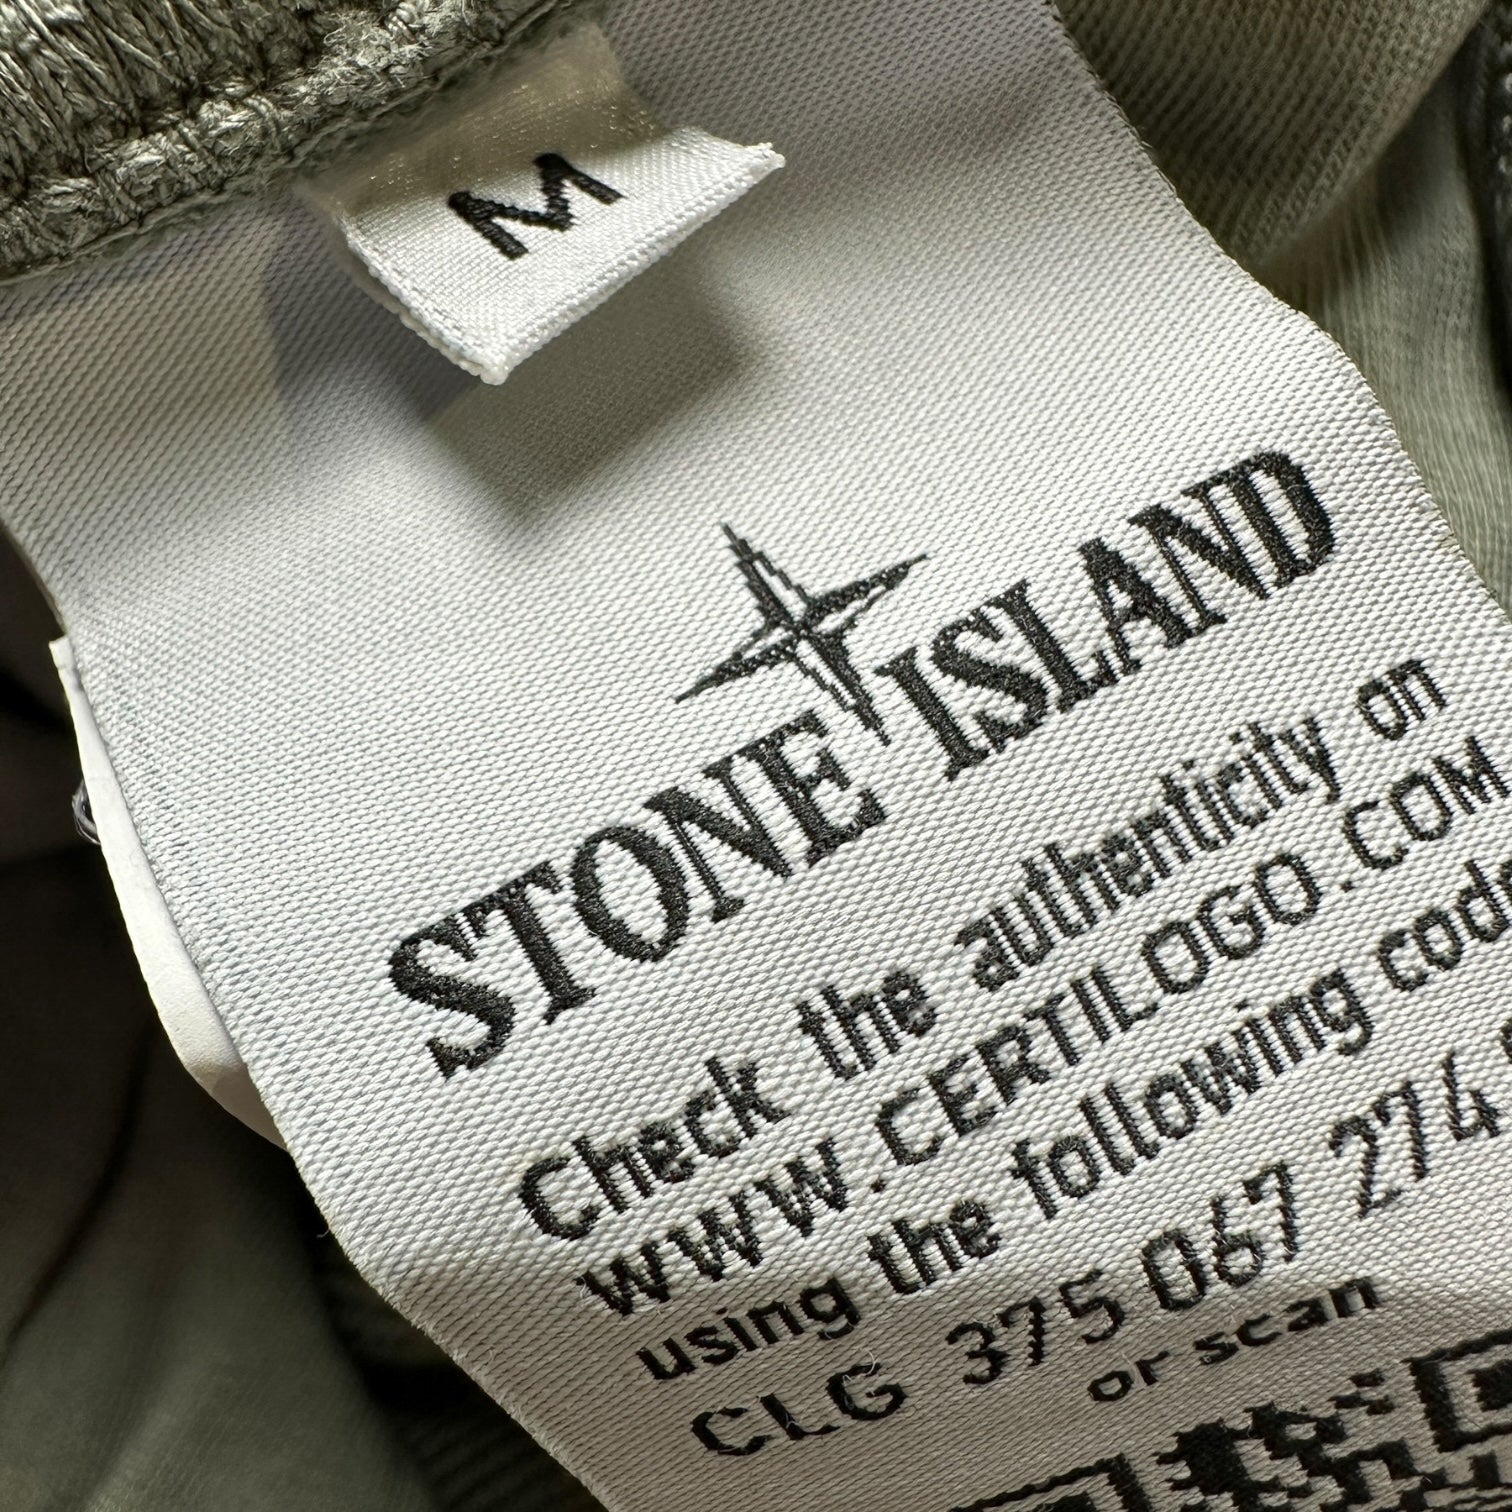 M
STONE ISLAND
Check the authenticity on
WWW.CERTILOGO.COM
using the following code
CLG 375 067 274
or scan